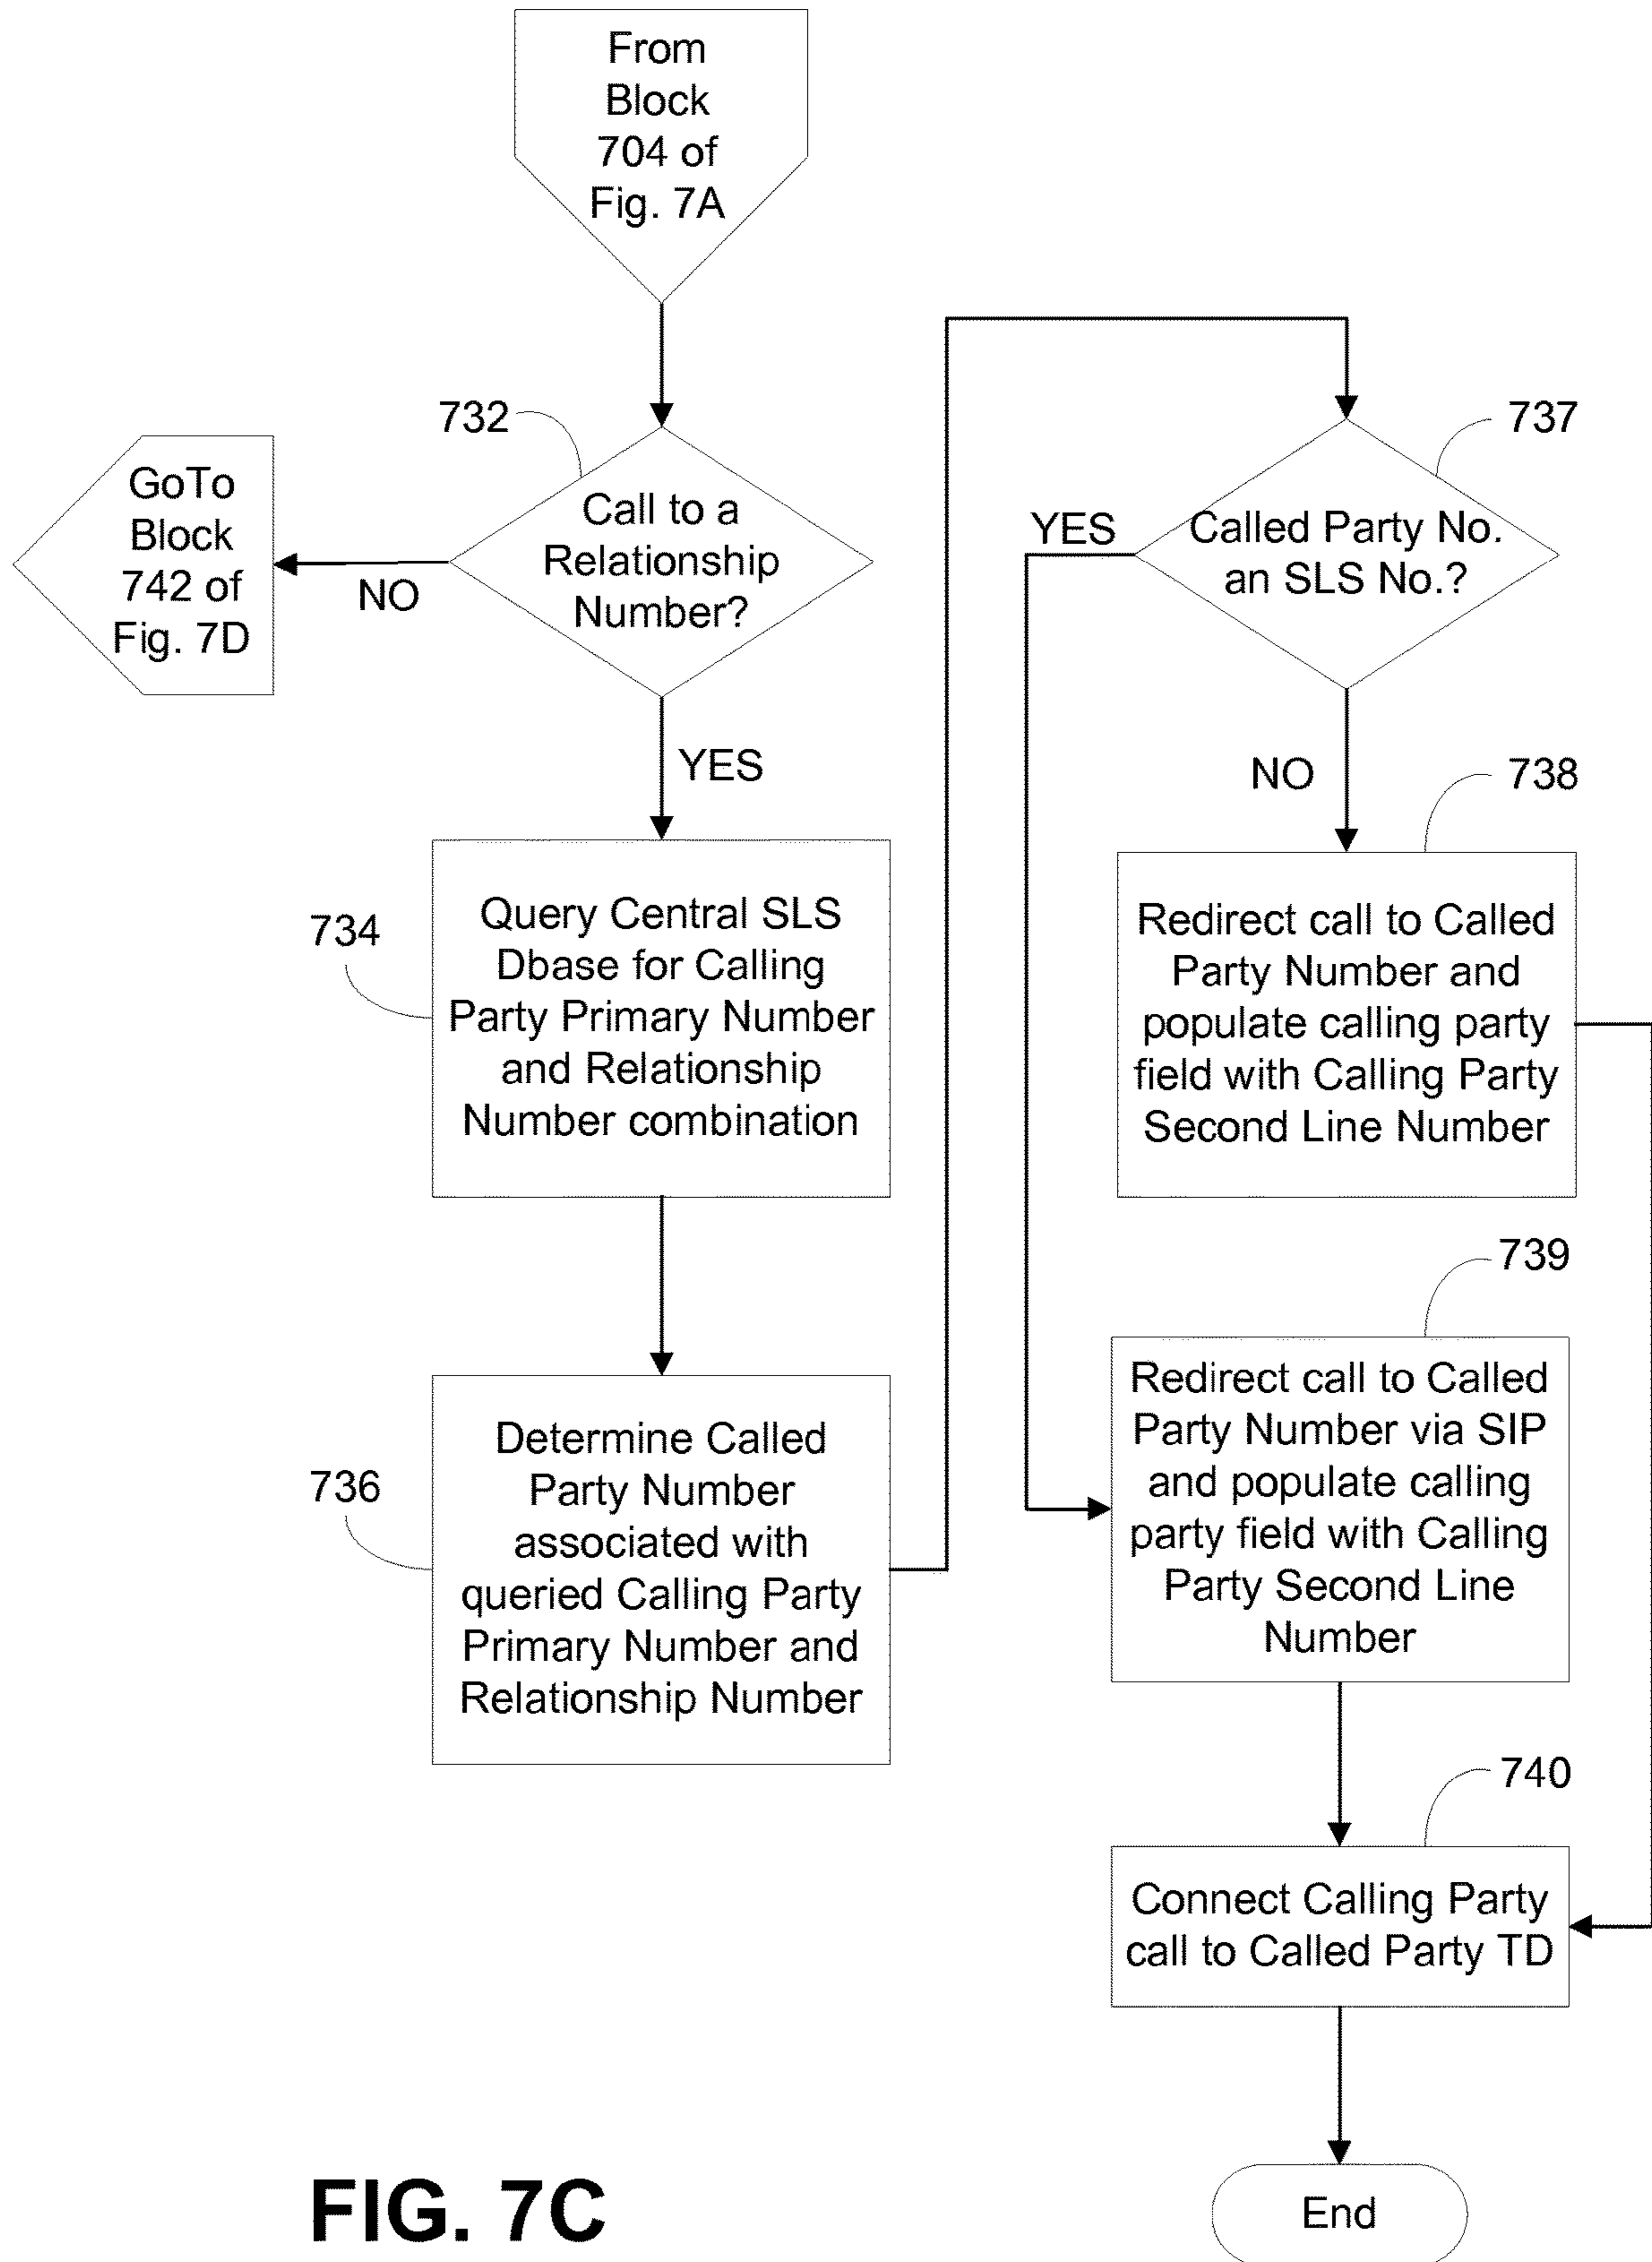 From
Block
704 of
Fig. 7A
732
Call to a
Relationship
Number?
NO
GoTo
Block
742 of
Fig. 7D
YES
734
Query Central SLS
Dbase for Calling
Party Primary Number
and Relationship
Number combination
736
Determine Called
Party Number
associated with
queried Calling Party
Primary Number and
Relationship Number
737
Called Party No.
an SLS No.?
YES
NO
738
Redirect call to Called
Party Number and
populate calling party
field with Calling Party
Second Line Number
739
Redirect call to Called
Party Number via SIP
and populate calling
party field with Calling
Party Second Line
Number
740
Connect Calling Party
call to Called Party TD
End
FIG. 7C